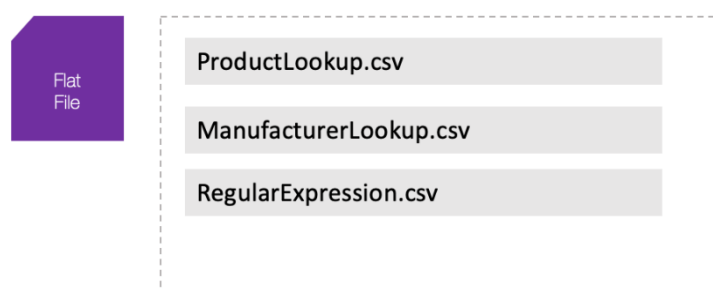 Flat
File
ProductLookup.csv
ManufacturerLookup.csv
RegularExpression.csv